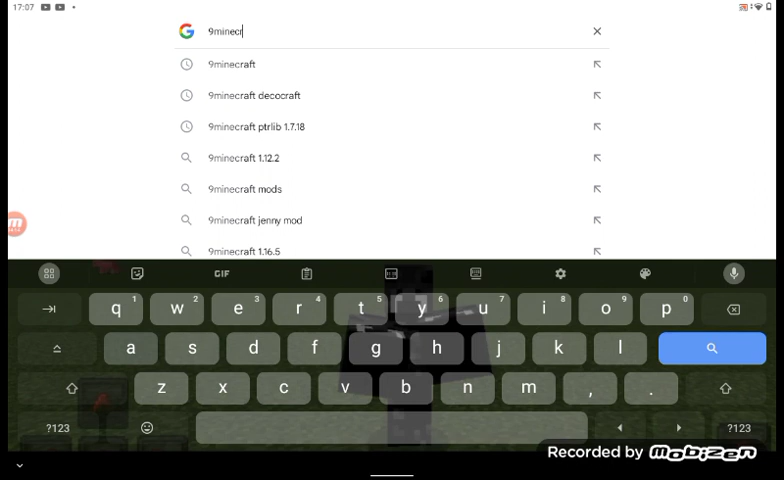 17:07
9minecr
9minecraft
9minecraft decocraft
9minecraft ptrlib 1.7.18
9minecraft 1.12.2
9minecraft mods
9minecraft jenny mod
9minecraft 1.16.5
GIF
q 1 w 2 e 3 r 4 t 5 y 6 u 7 i 8 o 9 p 0
a s d f g h j k l
z x c v b n m , .
?123 ?123
Recorded by mobizen